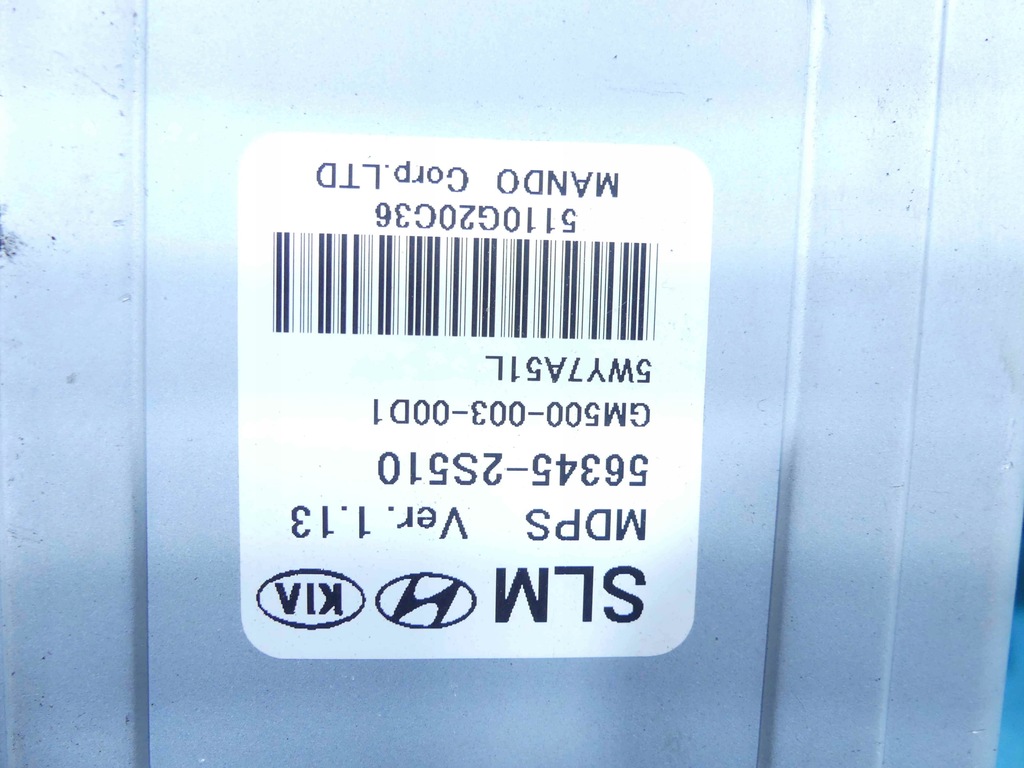 SLM KIA
MDPS Ver. 1.13
56345-2S510
GM500-003-00D1
5WY7A51L
5110G20C36
MANDO Corp.LTD